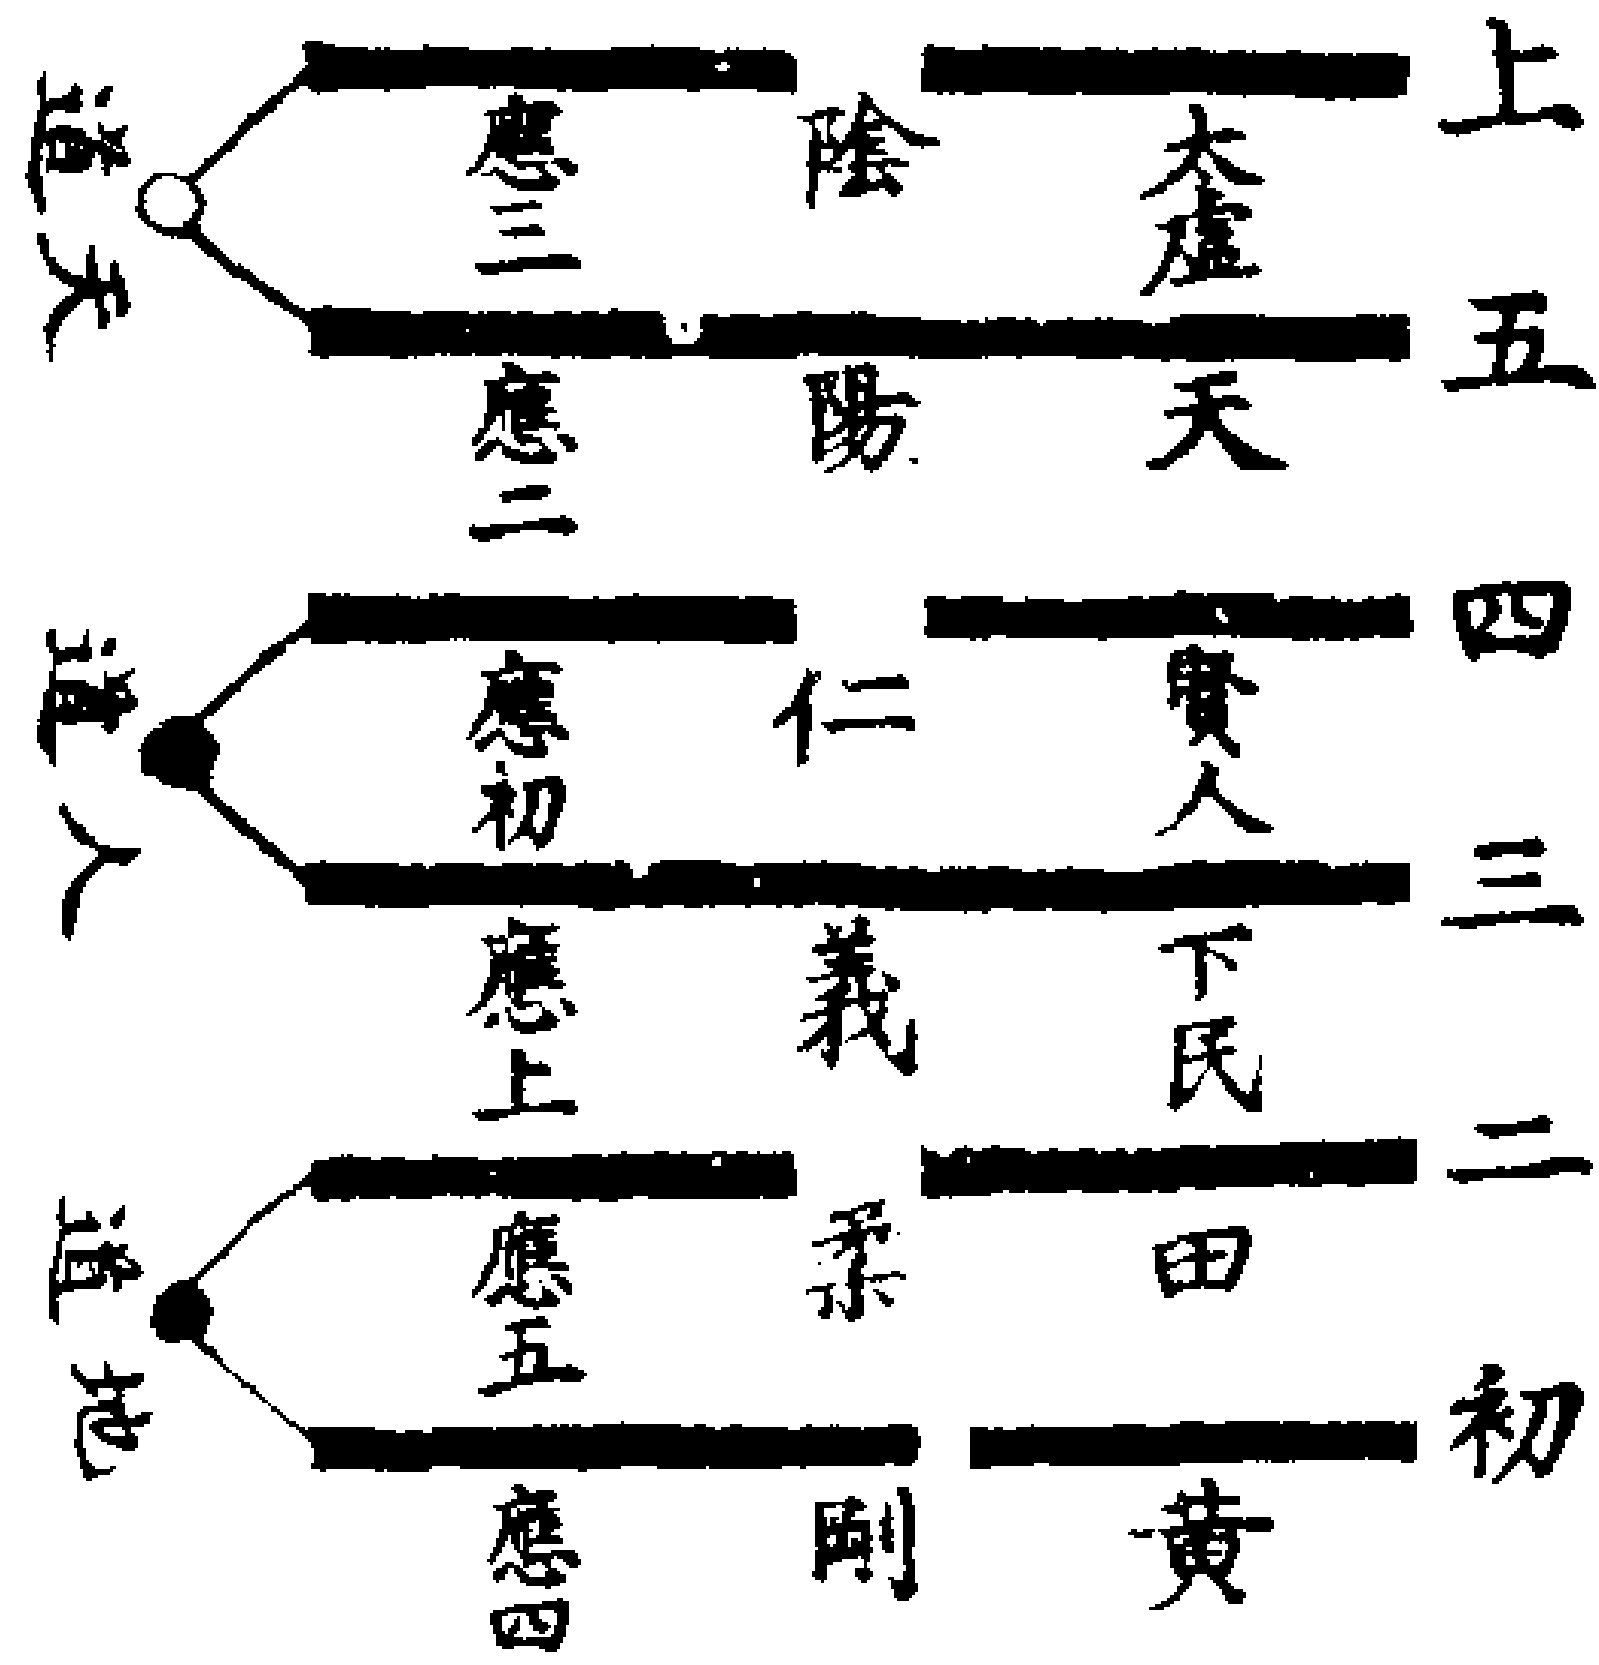 上
太虛
陰
應三
天道
五
天
陽
應二
四
賢人
仁
應初
人道
三
下民
義
應上
二
田
柔
應五
地道
初
黃
剛
應四